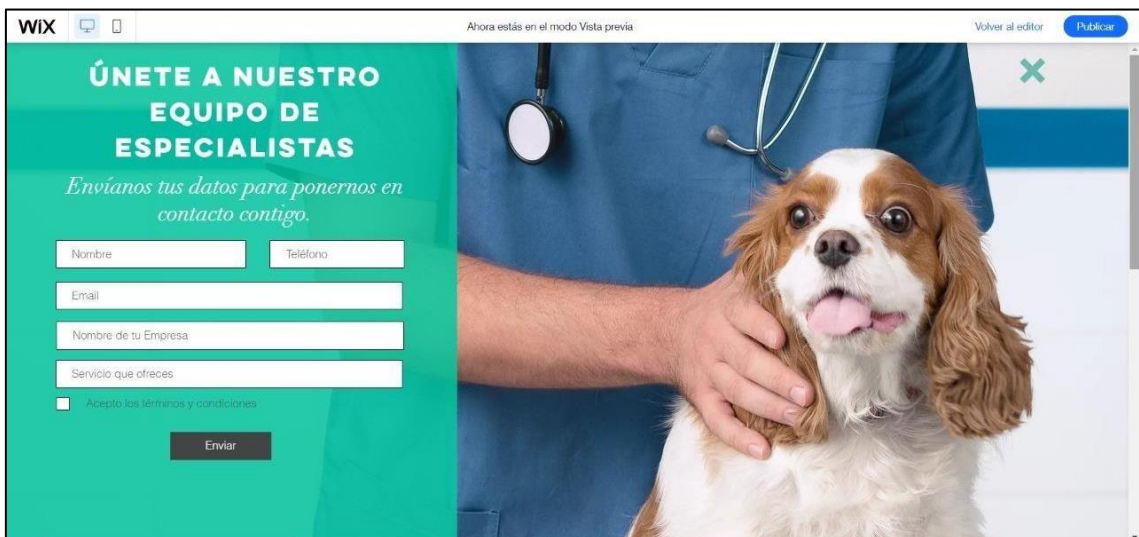 WiX
Ahora estás en el modo Vista previa
Volver al editor
Publicar
ÚNETE A NUESTRO
EQUIPO DE
ESPECIALISTAS
Envíanos tus datos para ponernos en
contacto contigo.
Nombre
Teléfono
Email
Nombre de tu Empresa
Servicio que ofreces
Acepto los términos y condiciones
Enviar